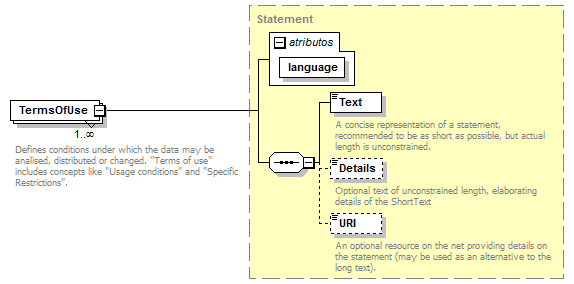 Statement
atributos
language
TermsOfUse
1..∞
Defines conditions under which the data may be
analised, distributed or changed. "Terms of use"
includes concepts like "Usage conditions" and "Specific
Restrictions".
Text
A concise representation of a statement,
recommended to be as short as possible, but actual
length is unconstrained.
Details
Optional text of unconstrained length, elaborating
details of the ShortText
URI
An optional resource on the net providing details on
the statement (may be used as an alternative to the
long text).